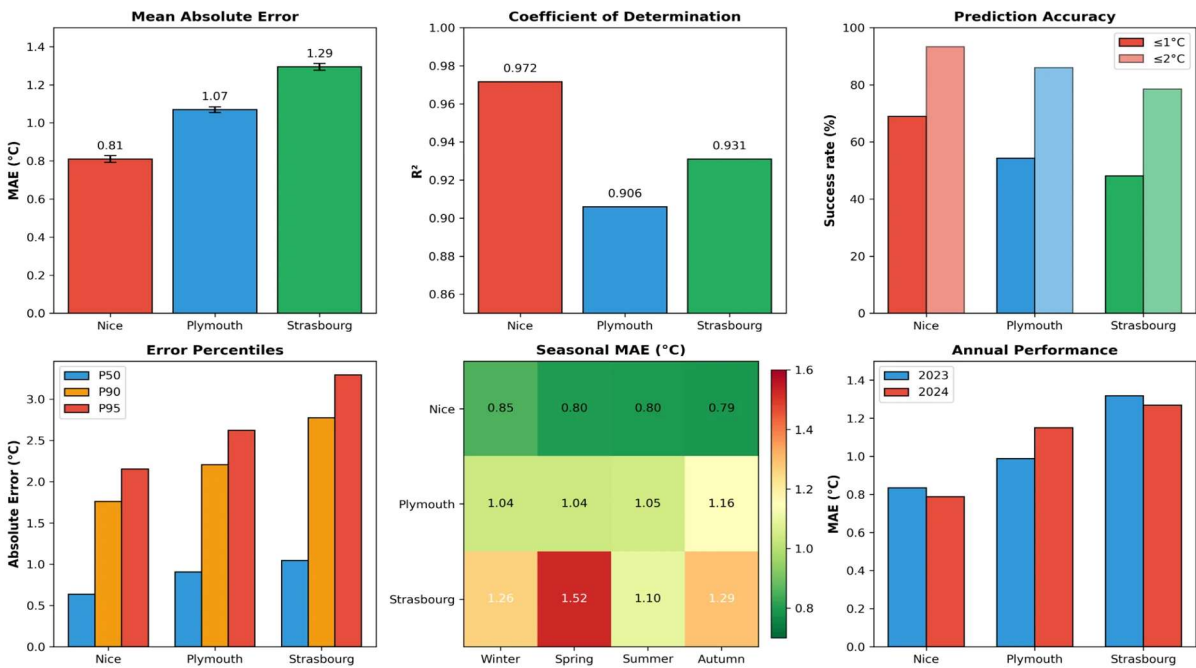 Mean Absolute Error
MAE (°C)
1.4
1.2
1.0
0.8
0.6
0.4
0.2
0.0
0.81
1.07
1.29
Nice Plymouth Strasbourg
Coefficient of Determination
R²
1.00
0.98
0.96
0.94
0.92
0.90
0.88
0.86
0.972
0.906
0.931
Nice Plymouth Strasbourg
Prediction Accuracy
Success rate (%)
100
80
60
40
20
0
≤1°C
≤2°C
Nice Plymouth Strasbourg
Error Percentiles
Absolute Error (°C)
3.0
2.5
2.0
1.5
1.0
0.5
0.0
P50
P90
P95
Nice Plymouth Strasbourg
Seasonal MAE (°C)
Nice 0.85 0.80 0.80 0.79
Plymouth 1.04 1.04 1.05 1.16
Strasbourg 1.26 1.52 1.10 1.29
Winter Spring Summer Autumn
1.6
1.4
1.2
1.0
0.8
Annual Performance
MAE (°C)
1.4
1.2
1.0
0.8
0.6
0.4
0.2
0.0
2023
2024
Nice Plymouth Strasbourg